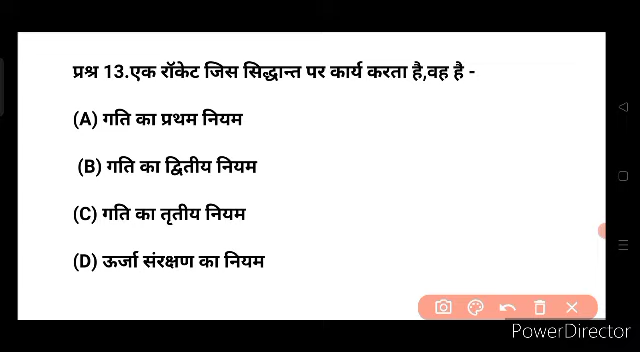 प्रश्न 13.एक रॉकेट जिस सिद्धान्त पर कार्य करता है,वह है -
(A) गति का प्रथम नियम
(B) गति का द्वितीय नियम
(C) गति का तृतीय नियम
(D) ऊर्जा संरक्षण का नियम
PowerDirector